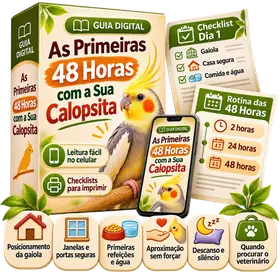 GUIA DIGITAL
As Primeiras
48 Horas
com a Sua
Calopsita
Leitura fácil
no celular
Checklists
para imprimir
As Primeiras
48 Horas
com a Sua
Calopsita
GUIA DIGITAL
As Primeiras
48 Horas
com a Sua
Calopsita
Checklist
Dia 1
Gaiola
Casa segura
Comida e água
Rotina das
48 Horas
2 horas
24 horas
48 horas
Posicionamento
da gaiola
Janelas e
portas seguras
Primeiras
refeições
e água
Aproximação
sem forçar
Descanso e
silêncio
Quando
procurar o
veterinário